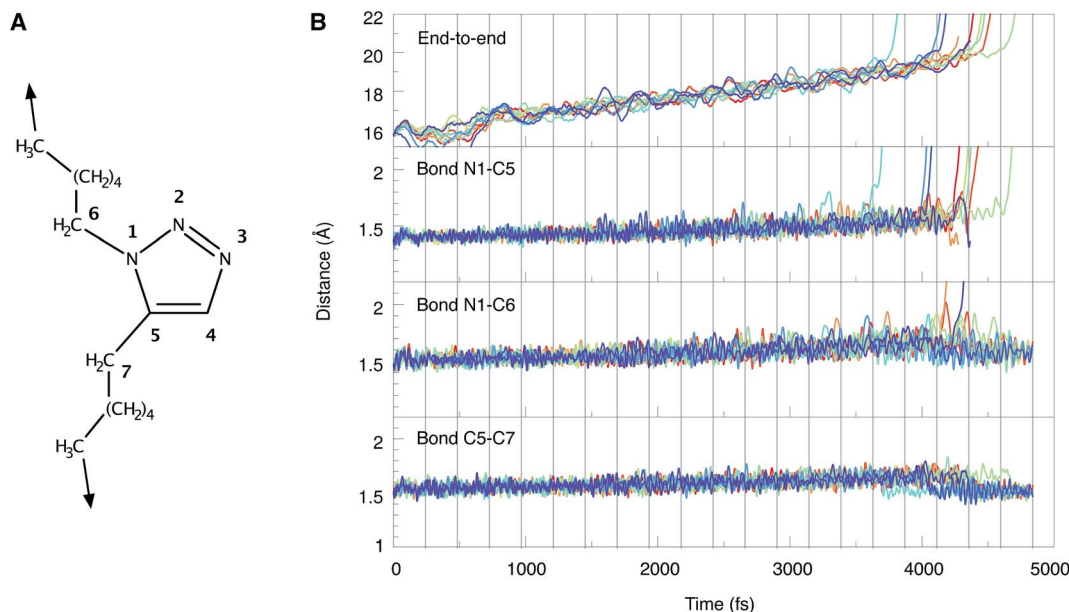 A
H₃C
(CH₂)₄
6
H₂C
2
N
1
N
3
N
5
4
H₂C
7
(CH₂)₄
H₃C
B
22
20
18
16
End-to-end
2
1.5
Bond N1-C5
2
1.5
Bond N1-C6
2
1.5
1
Bond C5-C7
Distance (Å)
0 1000 2000 3000 4000 5000
Time (fs)